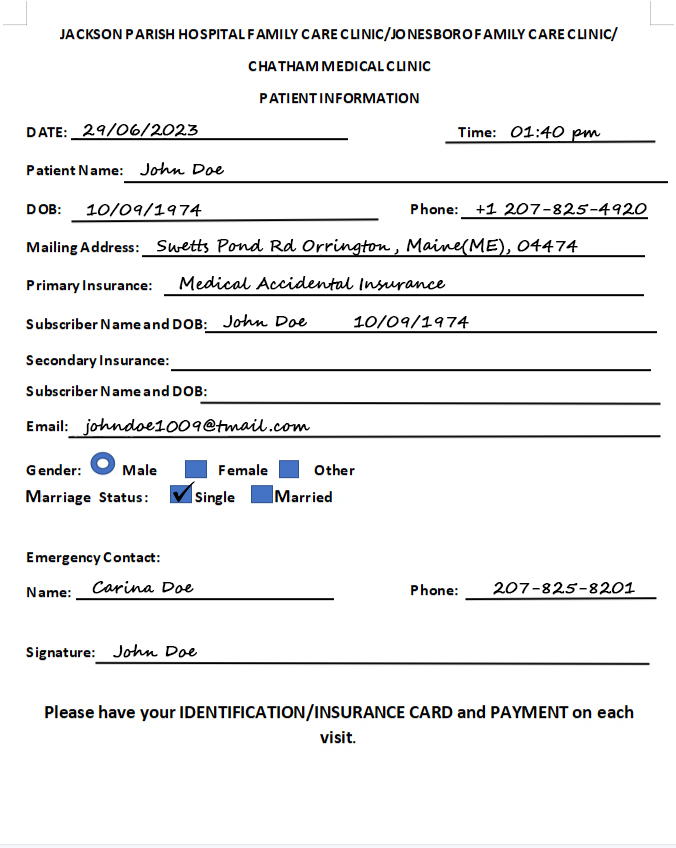 JACKSON PARISH HOSPITAL FAMILY CARE CLINIC/JONESBORO FAMILY CARE CLINIC/
CHATHAM MEDICAL CLINIC
PATIENT INFORMATION
DATE: 29/06/2023 Time: 01:40 pm
Patient Name: John Doe
DOB: 10/09/1974 Phone: +1 207-825-4920
Mailing Address: Swetts Pond Rd Orrington, Maine(ME), 04474
Primary Insurance: Medical Accidental Insurance
Subscriber Name and DOB: John Doe 10/09/1974
Secondary Insurance:
Subscriber Name and DOB:
Email: johndoe1009@tmail.com
Gender: Male Female Other
Marriage Status: Single Married
Emergency Contact:
Name: Carina Doe Phone: 207-825-8201
Signature: John Doe
Please have your IDENTIFICATION/INSURANCE CARD and PAYMENT on each
visit.